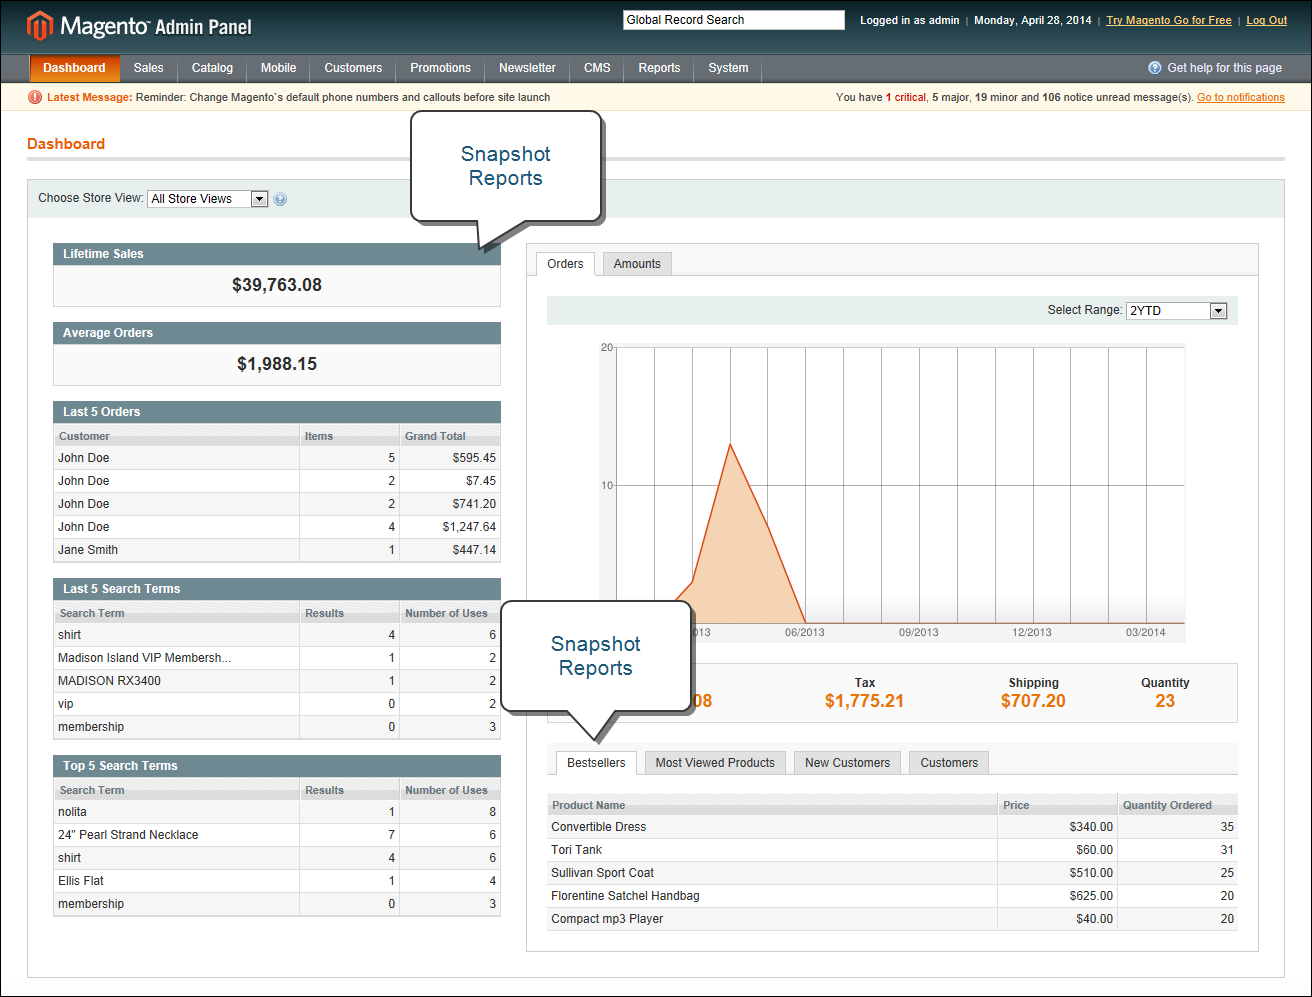 Magento Admin Panel
Global Record Search
Logged in as admin | Monday, April 28, 2014 | Try Magento Go for Free | Log Out
Dashboard Sales Catalog Mobile Customers Promotions Newsletter CMS Reports System
Get help for this page
Latest Message: Reminder: Change Magento`s default phone numbers and callouts before site launch
You have 1 critical, 5 major, 19 minor and 106 notice unread message(s). Go to notifications
Dashboard
Snapshot
Reports
Choose Store View: All Store Views
Lifetime Sales
$39,763.08
Average Orders
$1,988.15
Last 5 Orders
Customer Items Grand Total
John Doe 5 $595.45
John Doe 2 $7.45
John Doe 2 $741.20
John Doe 4 $1,247.64
Jane Smith 1 $447.14
Last 5 Search Terms
Search Term Results Number of Uses
shirt 4 6
Madison Island VIP Membersh... 1 2
MADISON RX3400 1 2
vip 0 2
membership 0 3
Top 5 Search Terms
Search Term Results Number of Uses
nolita 1 8
24" Pearl Strand Necklace 7 6
shirt 4 6
Ellis Flat 1 4
membership 0 3
Orders Amounts
Select Range: 2YTD
20
10
013 06/2013 09/2013 12/2013 03/2014
Snapshot
Reports
Tax Shipping Quantity
08 $1,775.21 $707.20 23
Bestsellers Most Viewed Products New Customers Customers
Product Name Price Quantity Ordered
Convertible Dress $340.00 35
Tori Tank $60.00 31
Sullivan Sport Coat $510.00 25
Florentine Satchel Handbag $625.00 20
Compact mp3 Player $40.00 20